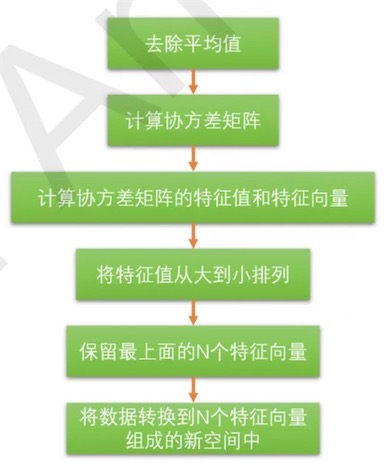 去除平均值
计算协方差矩阵
计算协方差矩阵的特征值和特征向量
将特征值从大到小排列
保留最上面的N个特征向量
将数据转换到N个特征向量
组成的新空间中